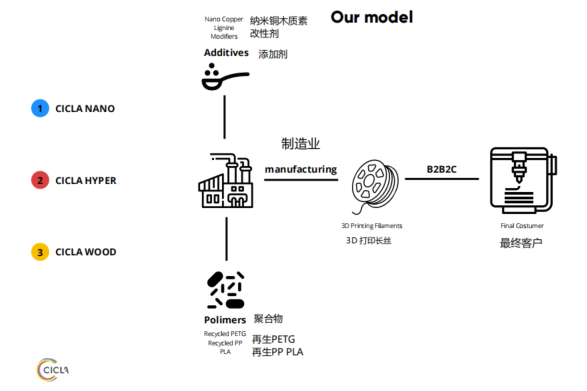 Our model
Nano Copper
Lignine
Modifiers
纳米铜木质素
改性剂
Additives
添加剂
1 CICLA NANO
2 CICLA HYPER
3 CICLA WOOD
制造业
manufacturing
B2B2C
3D Printing Filaments
3D 打印长丝
Final Costumer
最终客户
Polimers
聚合物
Recycled PETG
Recycled PP
PLA
再生PETG
再生PP PLA
CICLA